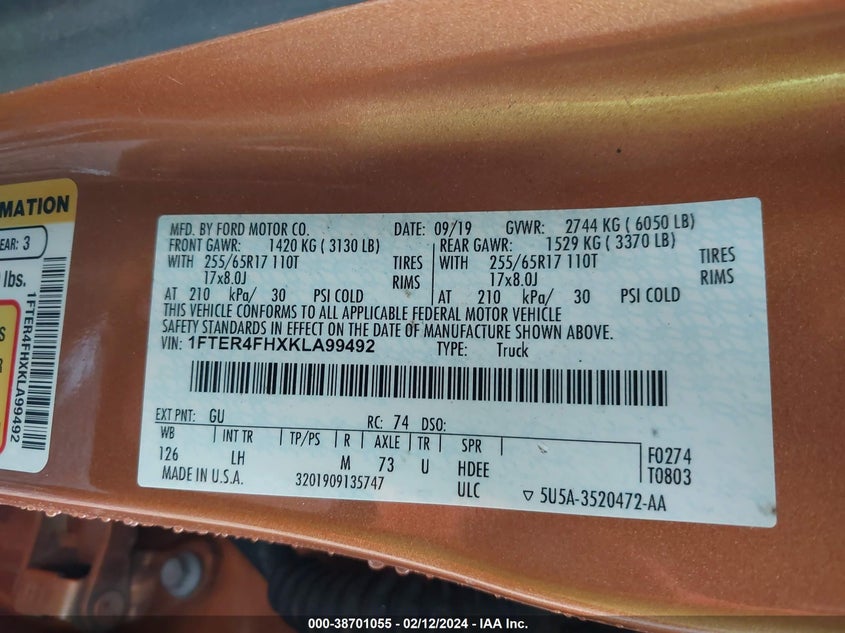 MATION
EAR: 3
lbs.
1FTER4FHXKLA99492
S
R
MFD. BY FORD MOTOR CO. DATE: 09/19 GVWR: 2744 KG ( 6050 LB)
FRONT GAWR: 1420 KG ( 3130 LB) REAR GAWR: 1529 KG ( 3370 LB)
WITH 255/65R17 110T TIRES WITH 255/65R17 110T TIRES
17x8.0J RIMS 17x8.0J RIMS
AT 210 kPa/ 30 PSI COLD AT 210 kPa/ 30 PSI COLD
THIS VEHICLE CONFORMS TO ALL APPLICABLE FEDERAL MOTOR VEHICLE
SAFETY STANDARDS IN EFFECT ON THE DATE OF MANUFACTURE SHOWN ABOVE.
VIN: 1FTER4FHXKLA99492 TYPE: Truck
EXT PNT: GU RC: 74 DSO:
WB INT TR TP/PS R AXLE TR SPR
126 LH M 73 U HDEE F0274
MADE IN U.S.A. 3201909135747 ULC T0803
▽ 5U5A-3520472-AA
000-38701055 - 02/12/2024 - IAA Inc.